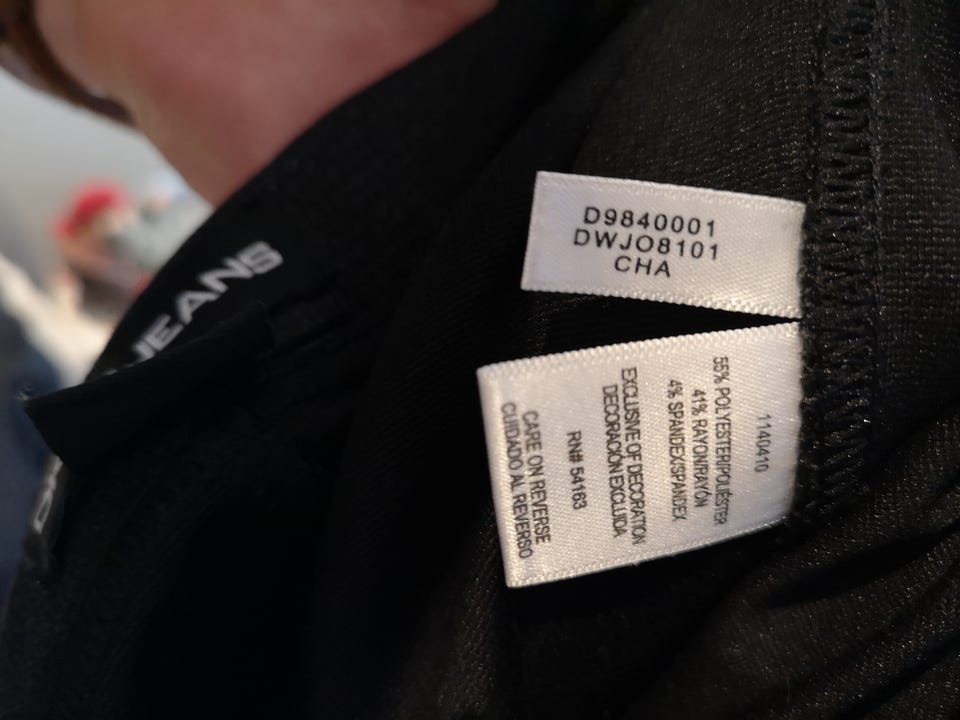 D9840001
DWJO8101
CHA
1140410
55% POLYESTER/POLIÉSTER
41% RAYON/RAYÓN
4% SPANDEX/SPANDEX
EXCLUSIVE OF DECORATION
DECORACIÓN EXCLUIDA
RN# 54163
CARE ON REVERSE
CUIDADO AL REVERSO
JEANS